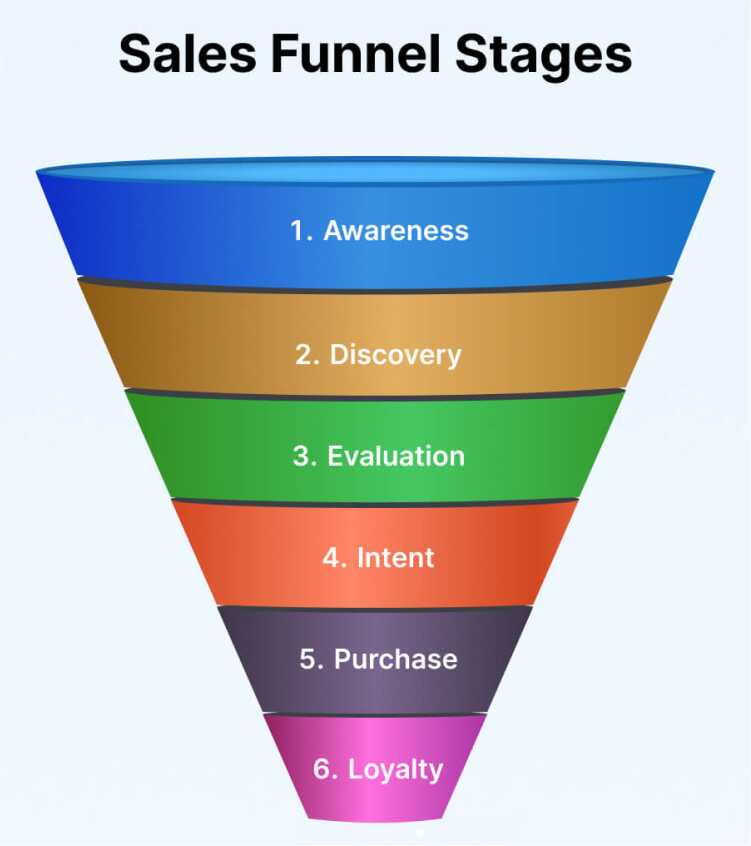 Sales Funnel Stages
1. Awareness
2. Discovery
3. Evaluation
4. Intent
5. Purchase
6. Loyalty